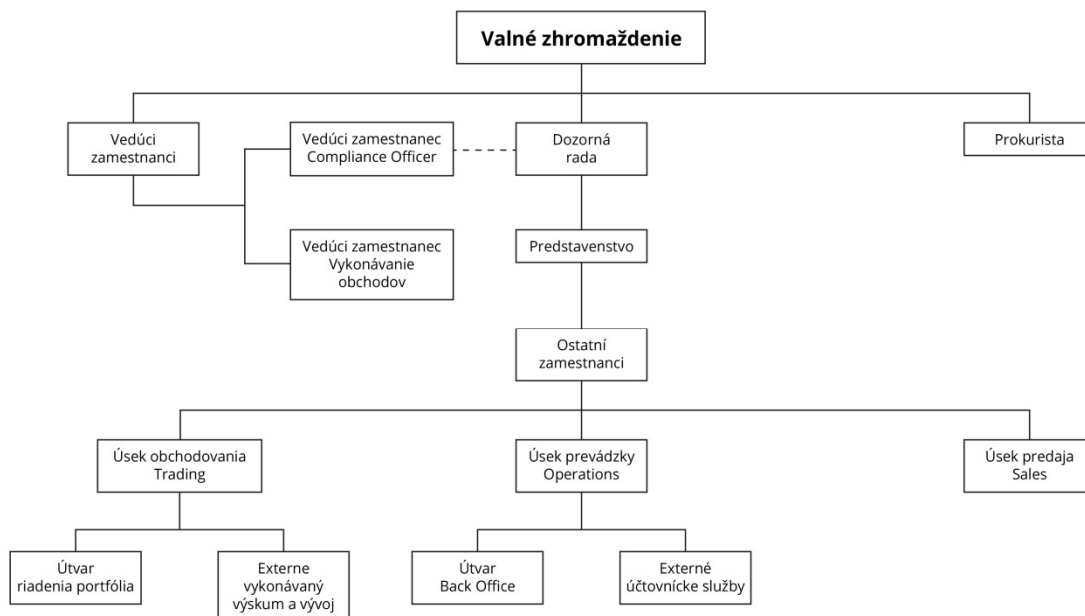 Valné zhromaždenie
Vedúci
zamestnanci
Vedúci zamestnanec
Compliance Officer
Dozorná
rada
Prokurista
Vedúci zamestnanec
Vykonávanie
obchodov
Predstavenstvo
Ostatní
zamestnanci
Úsek obchodovania
Trading
Úsek prevádzky
Operations
Úsek predaja
Sales
Útvar
riadenia portfólia
Externe
vykonávaný
výskum a vývoj
Útvar
Back Office
Externé
účtovnícke služby